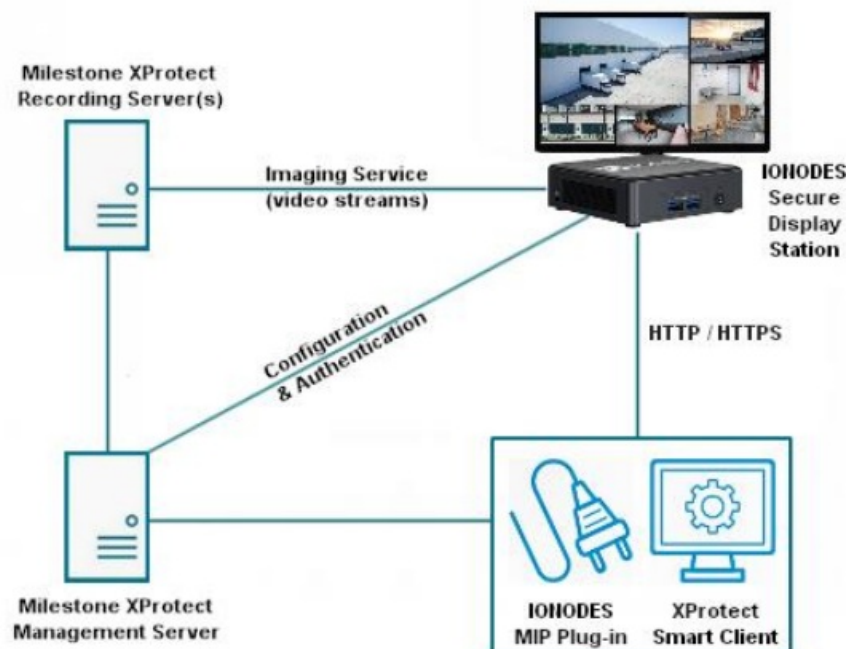 Milestone XProtect
Recording Server(s)
Imaging Service
(video streams)
IONODES
Secure
Display
Station
Configuration
& Authentication
HTTP / HTTPS
Milestone XProtect
Management Server
IONODES
MIP Plug-in
XProtect
Smart Client